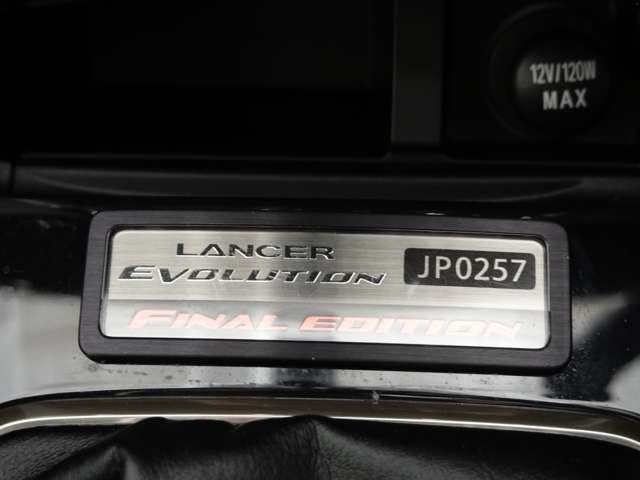 12V/120W
MAX
LANCER
EVOLUTION JP0257
FINAL EDITION